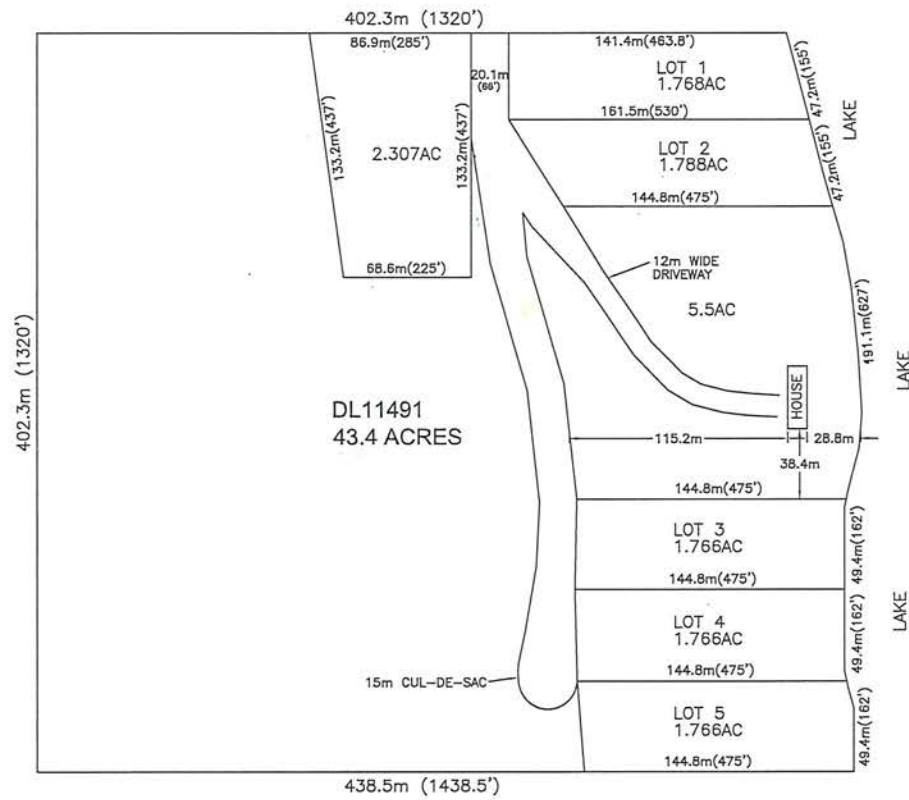 402.3m (1320')
86.9m(285')
20.1m
(66')
141.4m(463.8')
LOT 1
1.768AC
47.2m(155')
LAKE
161.5m(530')
133.2m(437')
2.307AC
133.2m(437')
LOT 2
1.788AC
47.2m(155')
144.8m(475')
68.6m(225')
12m WIDE
DRIVEWAY
5.5AC
191.1m(627')
LAKE
402.3m (1320')
HOUSE
DL11491
43.4 ACRES
115.2m
28.8m
38.4m
144.8m(475')
LOT 3
1.766AC
49.4m(162')
144.8m(475')
LAKE
LOT 4
1.766AC
49.4m(162')
144.8m(475')
15m CUL-DE-SAC
LOT 5
1.766AC
49.4m(162')
144.8m(475')
438.5m (1438.5')